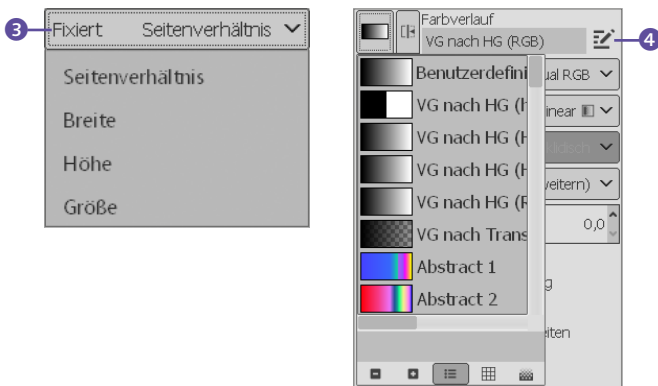 3
Fixiert Seitenverhältnis
Seitenverhältnis
Breite
Höhe
Größe
Farbverlauf
VG nach HG (RGB)
4
Benutzerdefini
ual RGB
VG nach HG (h
inear
VG nach HG (H
VG nach HG (H
weitern)
VG nach HG (R
0,0
VG nach Trans
Abstract 1
g
Abstract 2
iten